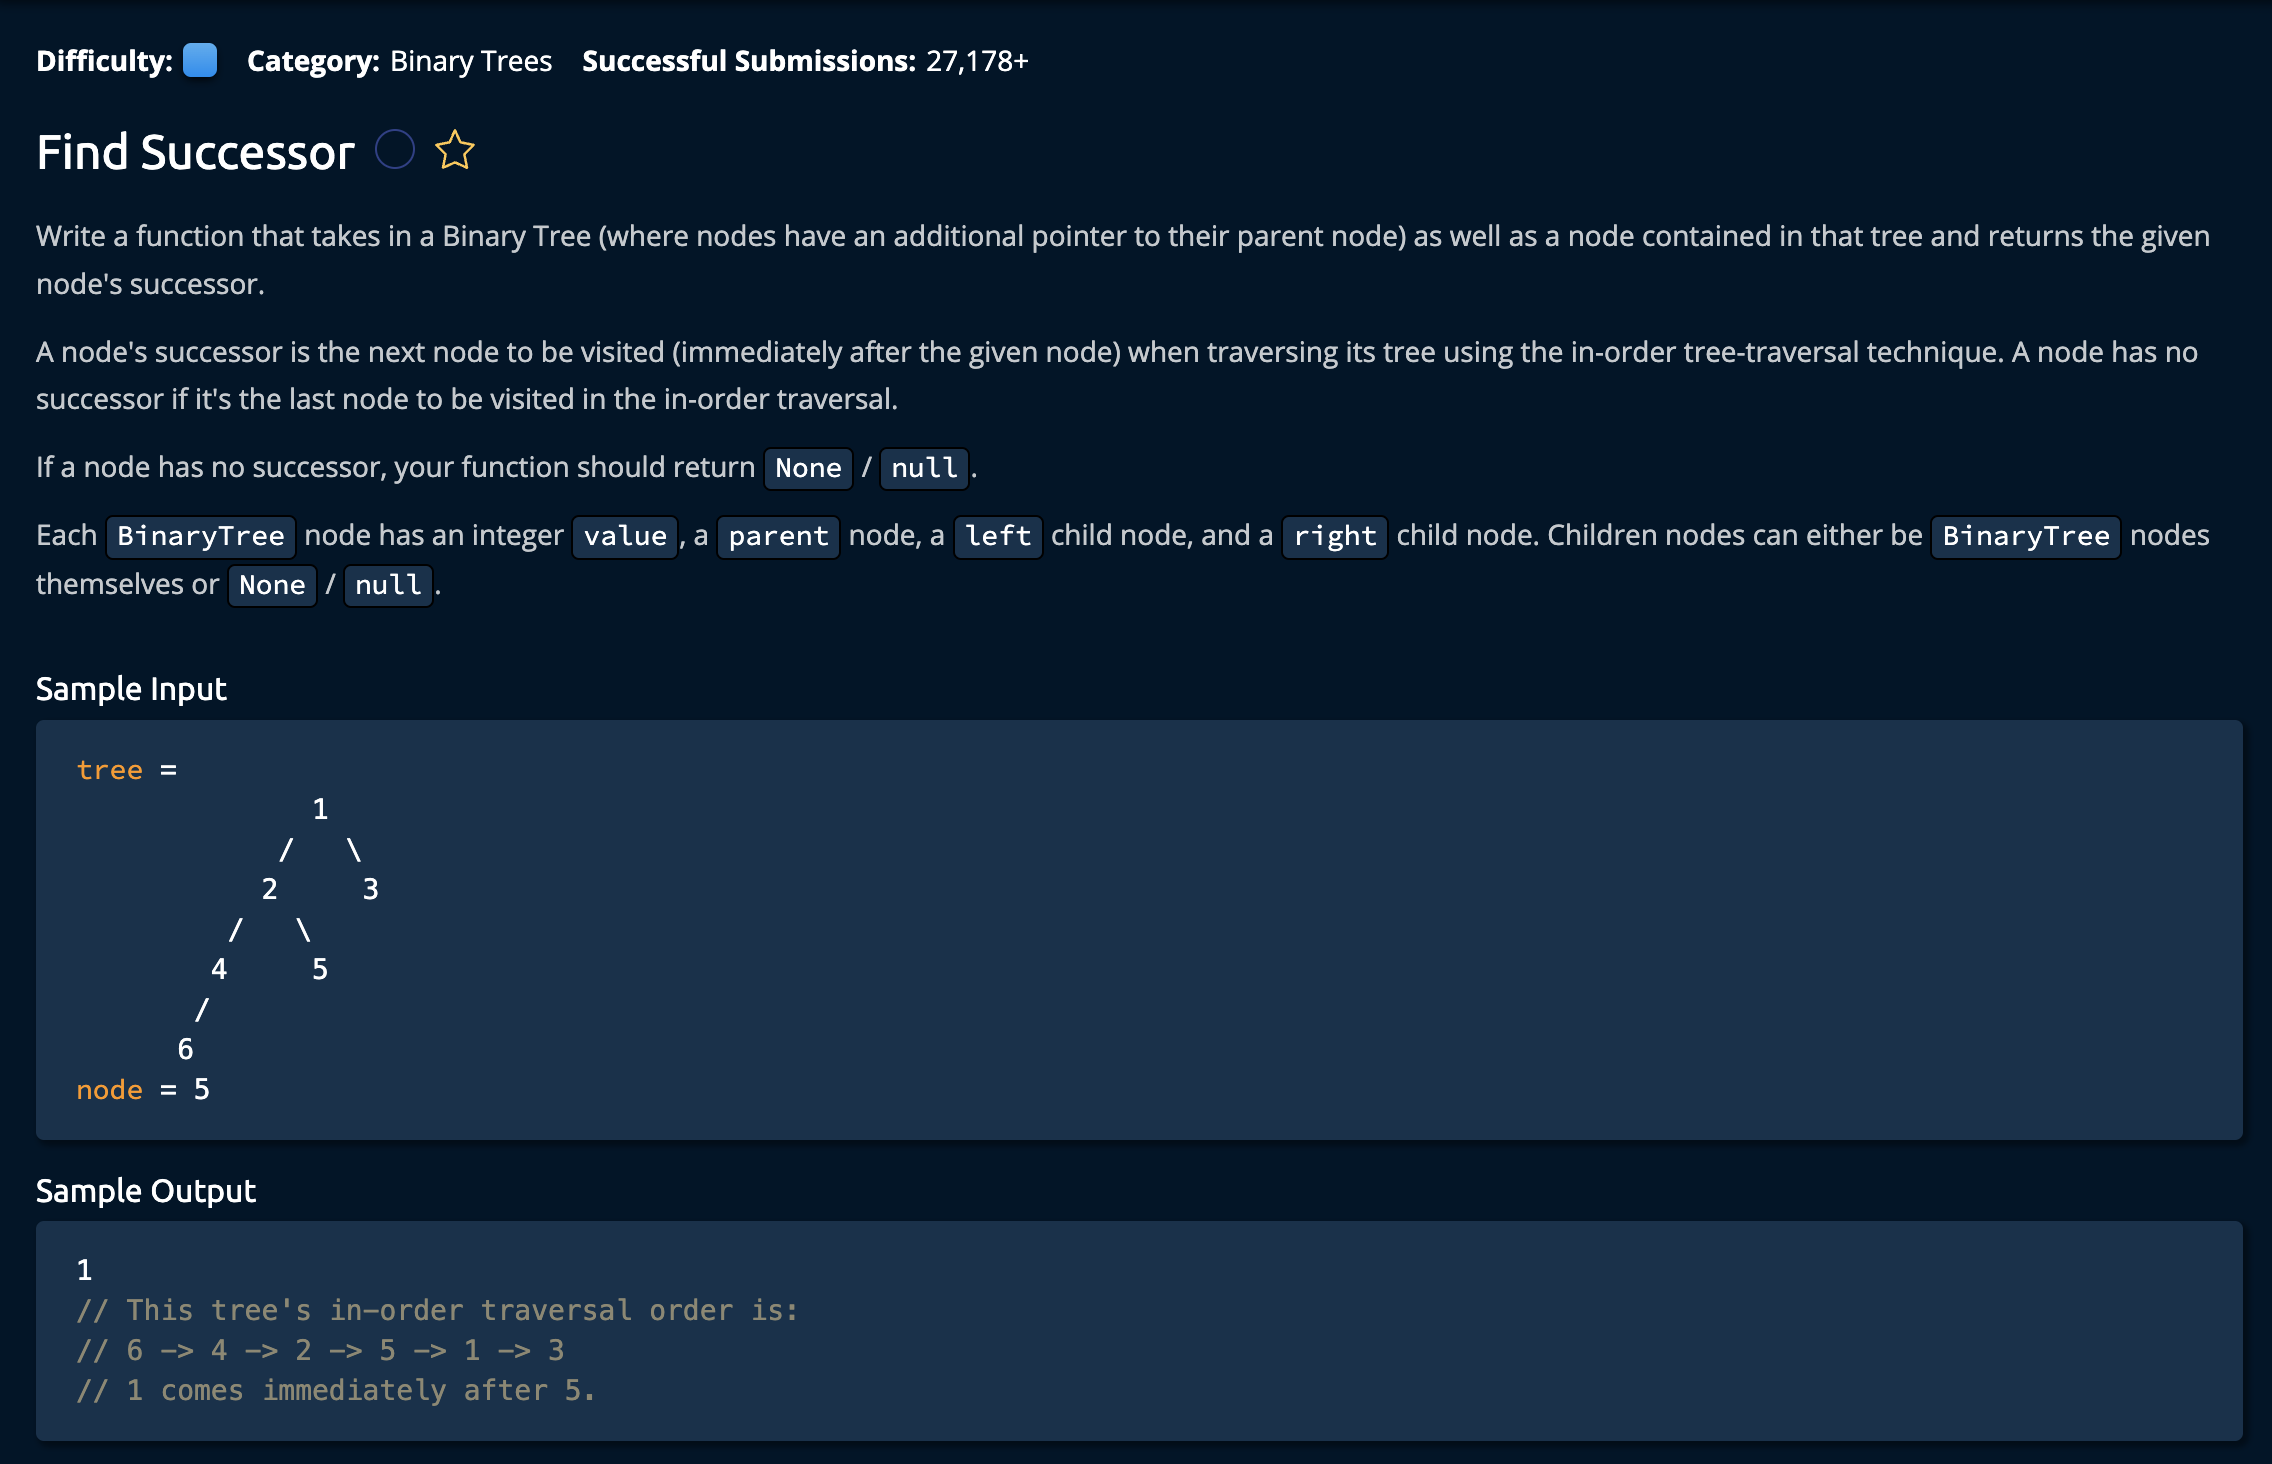 Difficulty: Category: Binary Trees Successful Submissions: 27,178+
Find Successor
Write a function that takes in a Binary Tree (where nodes have an additional pointer to their parent node) as well as a node contained in that tree and returns the given
node's successor.
A node's successor is the next node to be visited (immediately after the given node) when traversing its tree using the in-order tree-traversal technique. A node has no
successor if it's the last node to be visited in the in-order traversal.
If a node has no successor, your function should return None / null.
Each BinaryTree node has an integer value, a parent node, a left child node, and a right child node. Children nodes can either be BinaryTree nodes
themselves or None / null.
Sample Input
tree =
1
/ \
2 3
/ \
4 5
/
6
node = 5
Sample Output
1
// This tree's in-order traversal order is:
// 6 -> 4 -> 2 -> 5 -> 1 -> 3
// 1 comes immediately after 5.